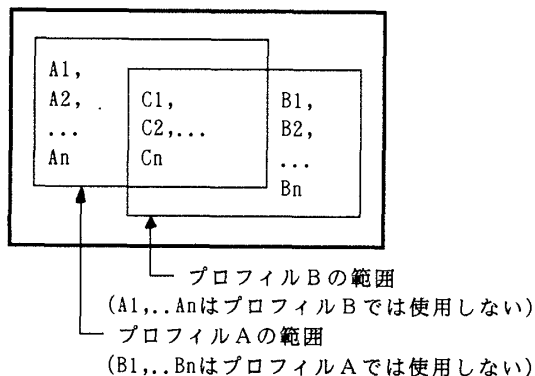 A1,
A2, C1, B1,
... C2,... B2,
An Cn ...
Bn
プロフィルBの範囲
(A1,..AnはプロフィルBでは使用しない)
プロフィルAの範囲
(B1,..BnはプロフィルAでは使用しない)